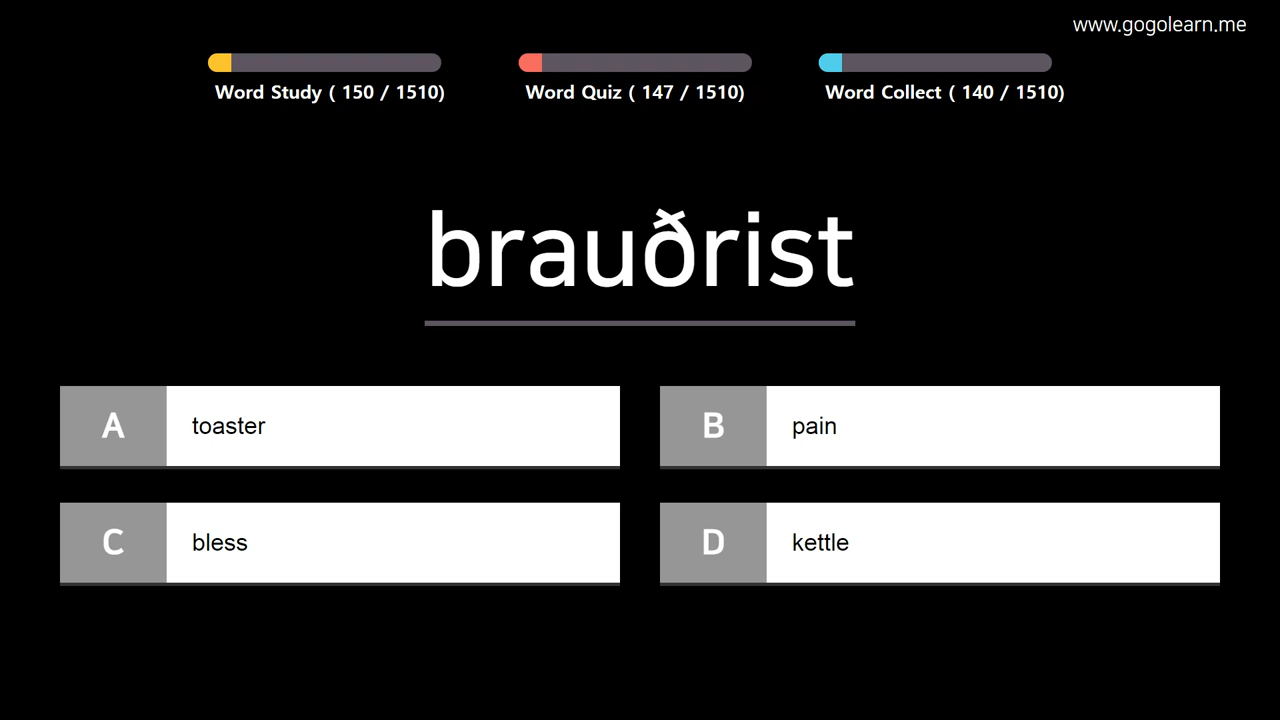 www.gogolearn.me
Word Study ( 150 / 1510)
Word Quiz ( 147 / 1510)
Word Collect ( 140 / 1510)
brauðrist
A toaster
B pain
C bless
D kettle